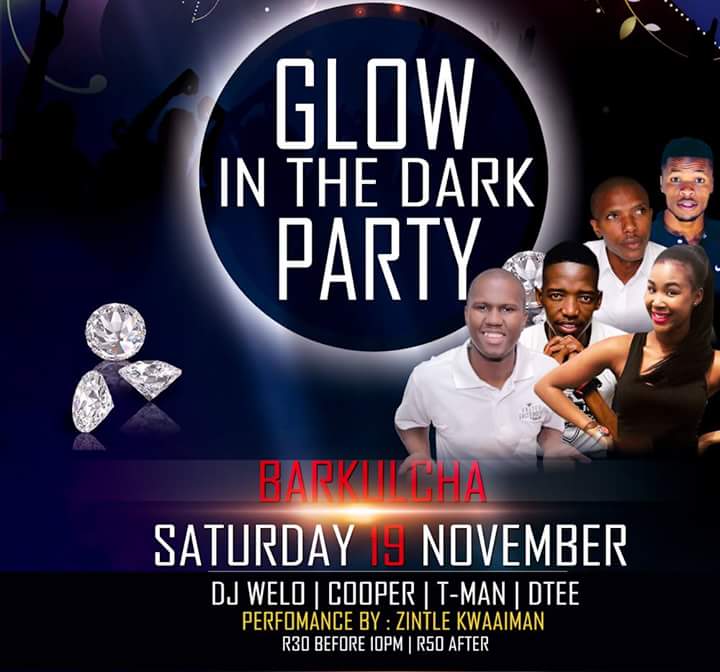 GLOW
IN THE DARK
PARTY
BARKULCHA
SATURDAY 19 NOVEMBER
DJ WELO | COOPER | T-MAN | DTEE
PERFOMANCE BY : ZINTLE KWAAIMAN
R30 BEFORE 10PM | R50 AFTER